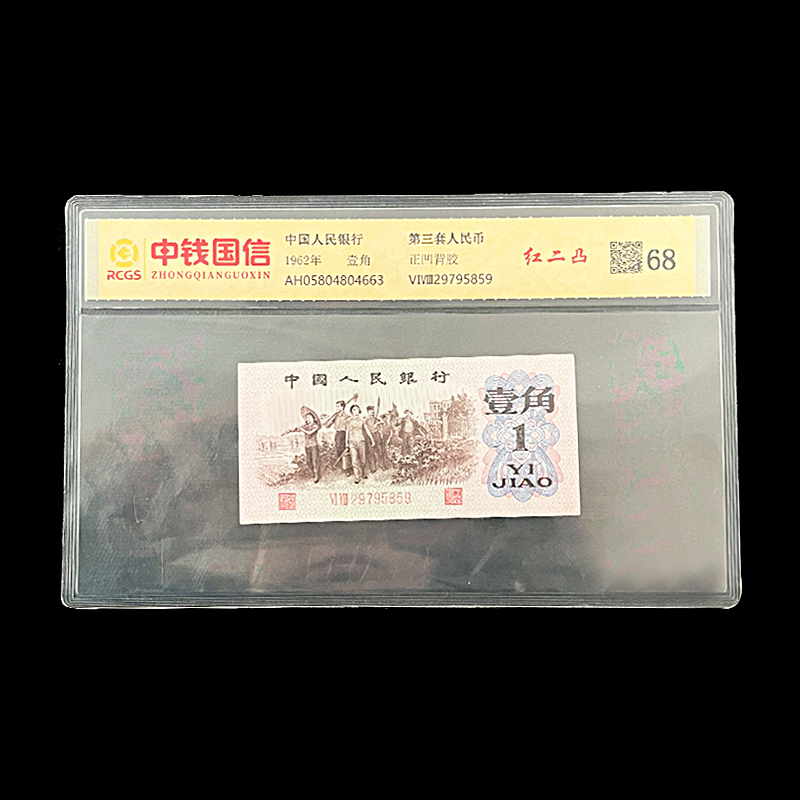 RCGS
中钱国信
ZHONGQIANGUOXIN
中国人民银行 第三套人民币
1962年 壹角 正凹背胶
AH05804804663 VIVIII29795859
红二凸
68
中國人民銀行
壹角
1
YI
JIAO
VIVIII29795859